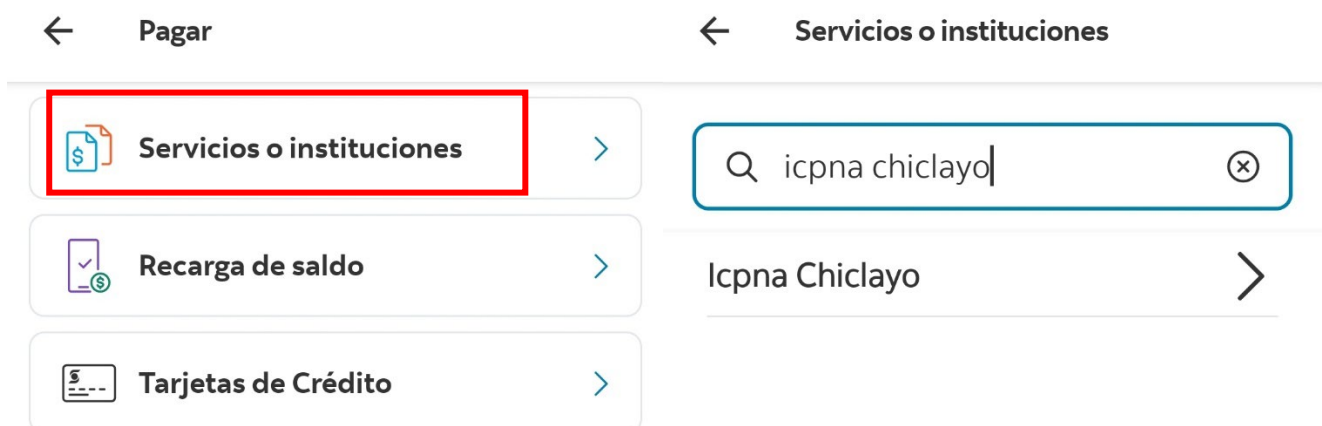 Pagar
Servicios o instituciones
Recarga de saldo
Tarjetas de Crédito
Servicios o instituciones
icpna chiclayo
Icpna Chiclayo